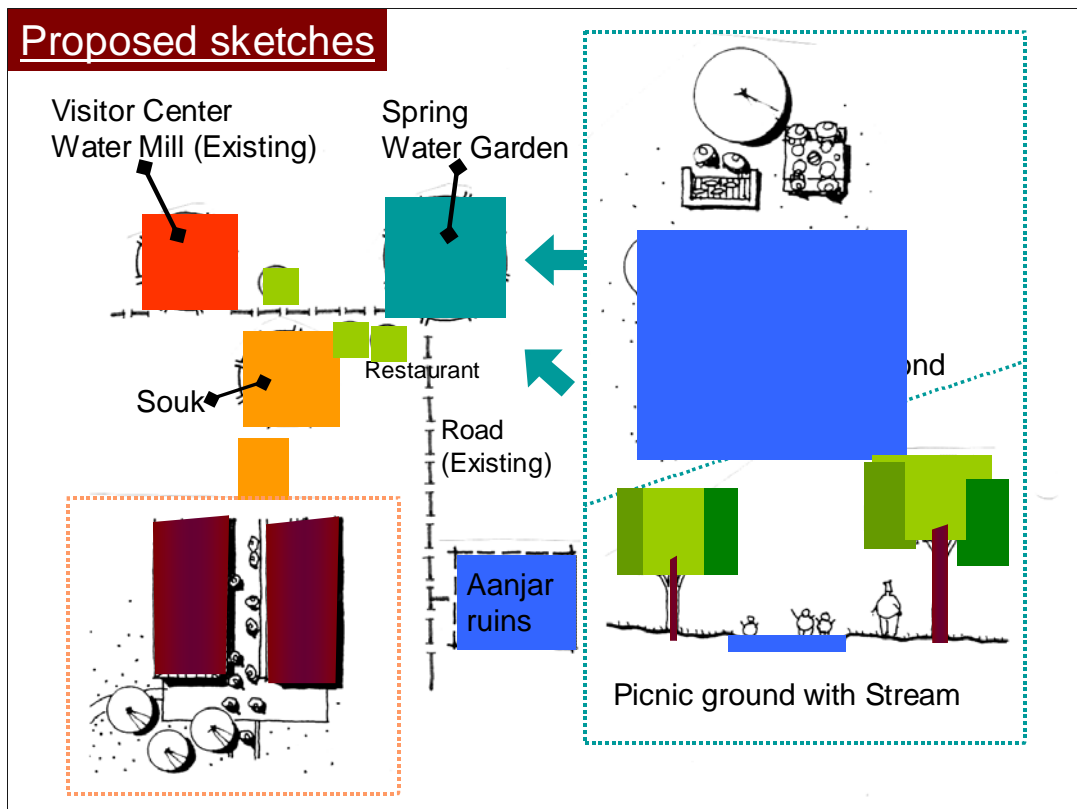 Proposed sketches
Visitor Center
Water Mill (Existing)
Spring
Water Garden
Restaurant
Souk
Road
(Existing)
Aanjar
ruins
Picnic ground with Stream